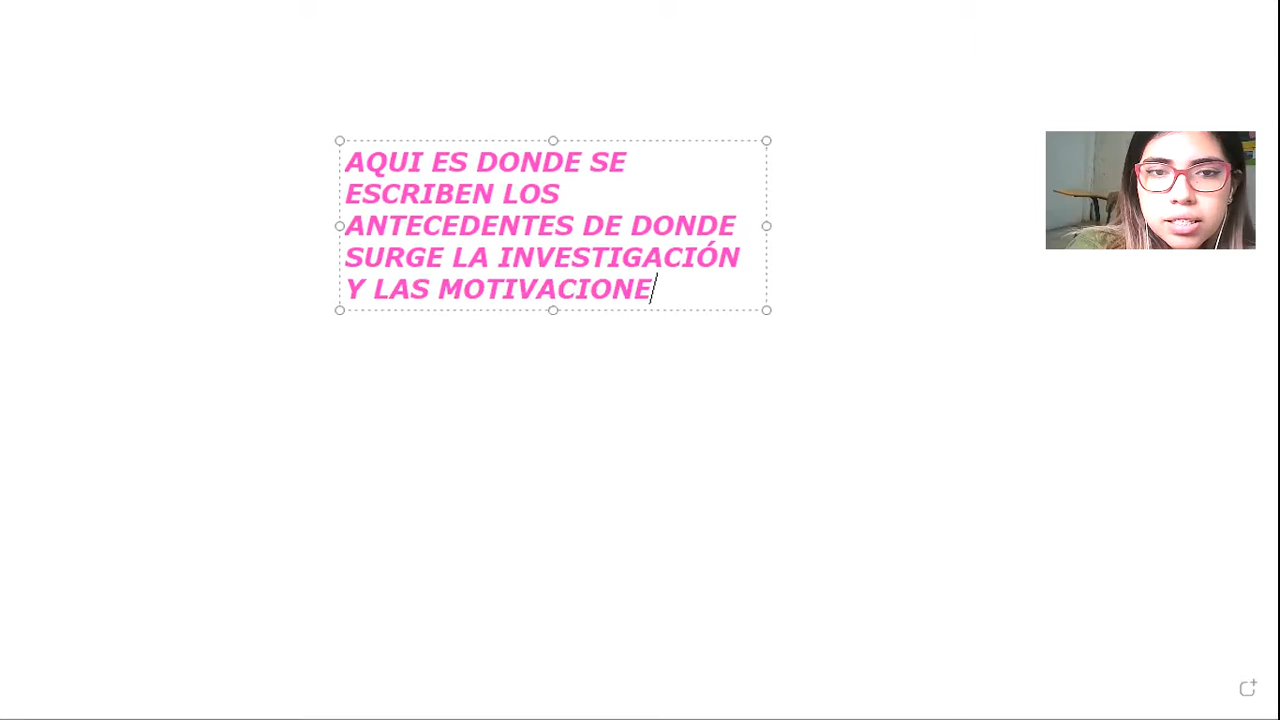 AQUI ES DONDE SE
ESCRIBEN LOS
ANTECEDENTES DE DONDE
SURGE LA INVESTIGACIÓN
Y LAS MOTIVACIONE